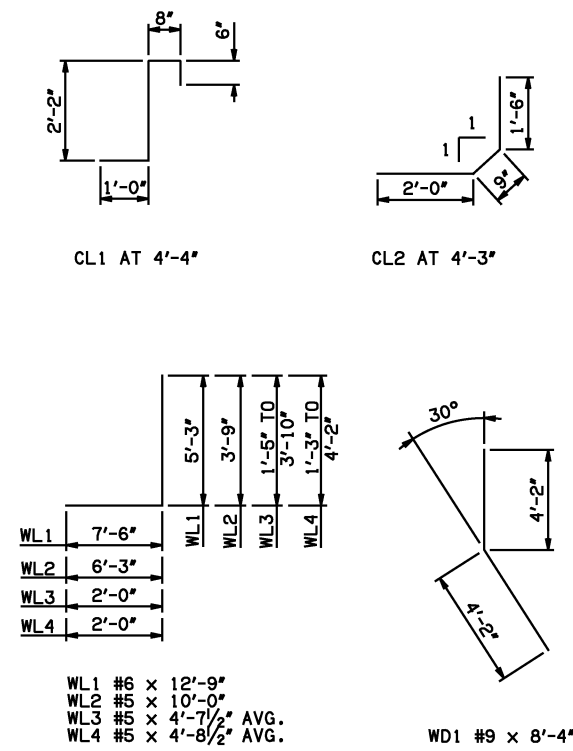 8"
6"
2'-2"
1'-0"
CL1 AT 4'-4"
1
1
1'-6"
9"
2'-0"
CL2 AT 4'-3"
5'-3"
3'-9"
1'-5" TO
3'-10"
1'-3" TO
4'-2"
WL1
WL2
WL3
WL4
WL1 7'-6"
WL2 6'-3"
WL3 2'-0"
WL4 2'-0"
WL1 #6 x 12'-9"
WL2 #5 x 10'-0"
WL3 #5 x 4'-7 1/2" AVG.
WL4 #5 x 4'-8 1/2" AVG.
30°
4'-2"
4'-2"
WD1 #9 x 8'-4"